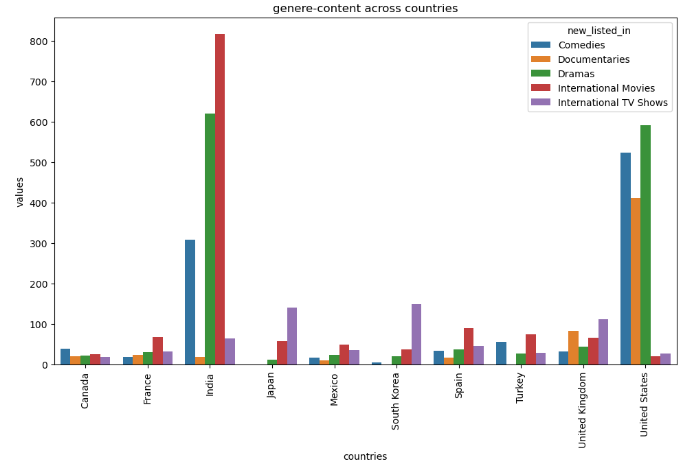 genere-content across countries
new_listed_in
Comedies
Documentaries
Dramas
International Movies
International TV Shows
values
800
700
600
500
400
300
200
100
0
Canada
France
India
Japan
Mexico
South Korea
Spain
Turkey
United Kingdom
United States
countries